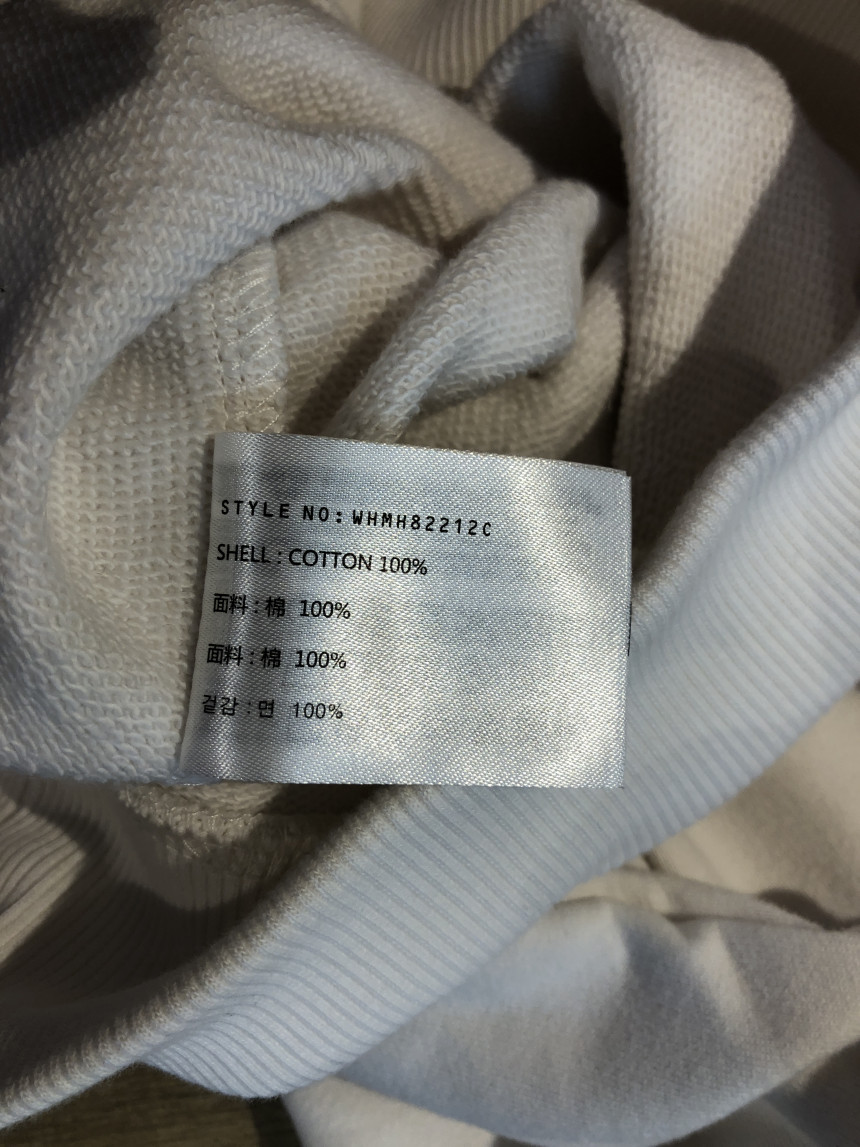 STYLE NO: WHMH82212C
SHELL : COTTON 100%
面料 : 棉 100%
面料 : 棉 100%
겉감 : 면 100%